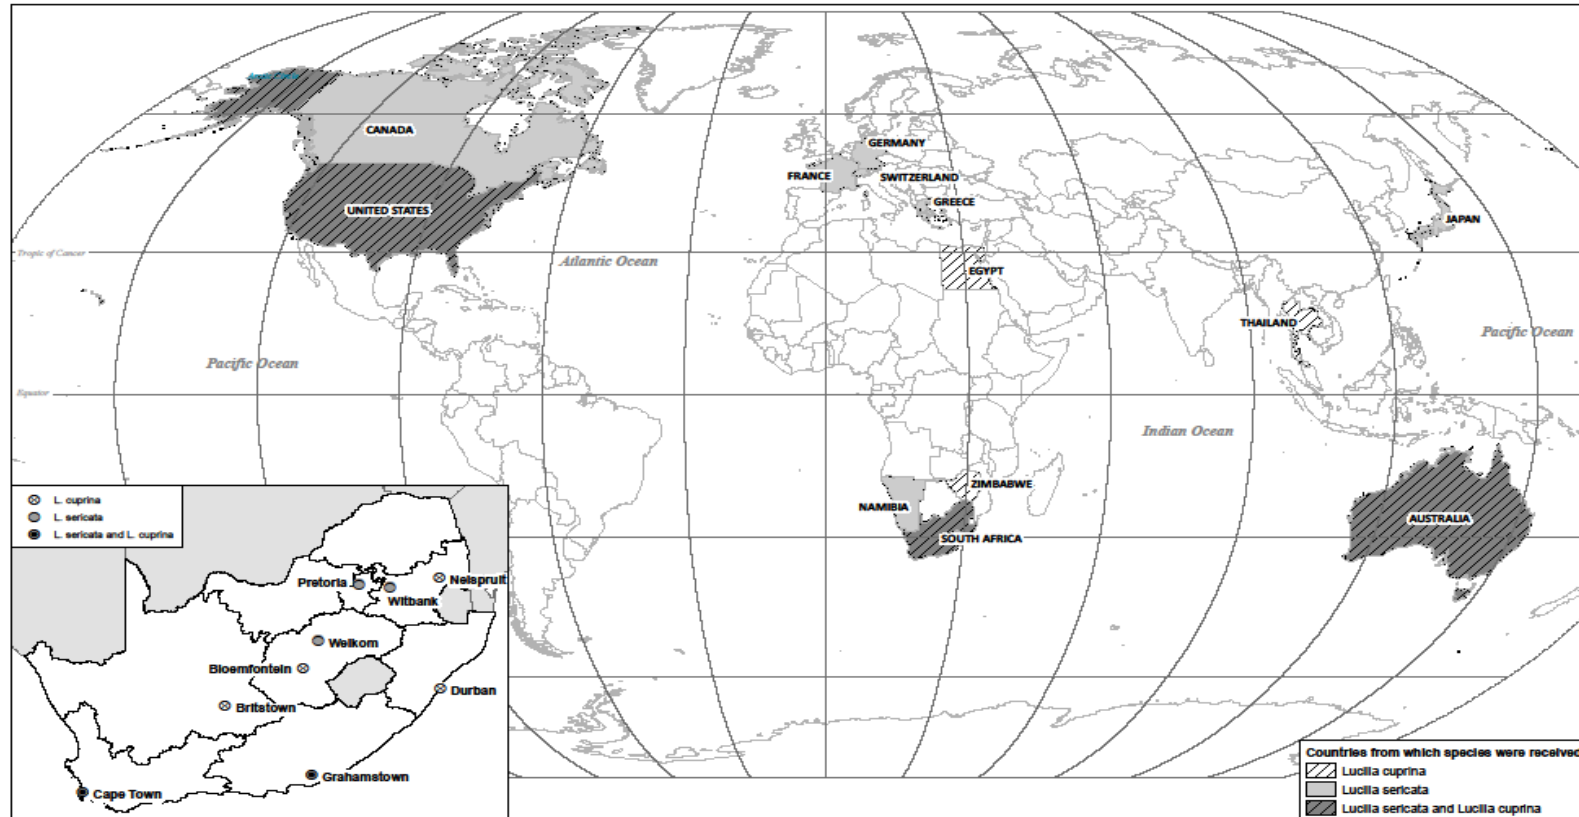 CANADA
GERMANY
FRANCE
SWITZERLAND
UNITED STATES
GREECE
JAPAN
Tropic of Cancer
Atlantic Ocean
EGYPT
THAILAND
Pacific Ocean
Pacific Ocean
Equator
Indian Ocean
ZIMBABWE
NAMIBIA
AUSTRALIA
SOUTH AFRICA
L. cuprina
L. sericata
L. sericata and L. cuprina
Pretoria
Nelspruit
Witbank
Welkom
Bloemfontein
Durban
Britstown
Grahamstown
Cape Town
Countries from which species were received
Lucilia cuprina
Lucilia sericata
Lucilia sericata and Lucilia cuprina